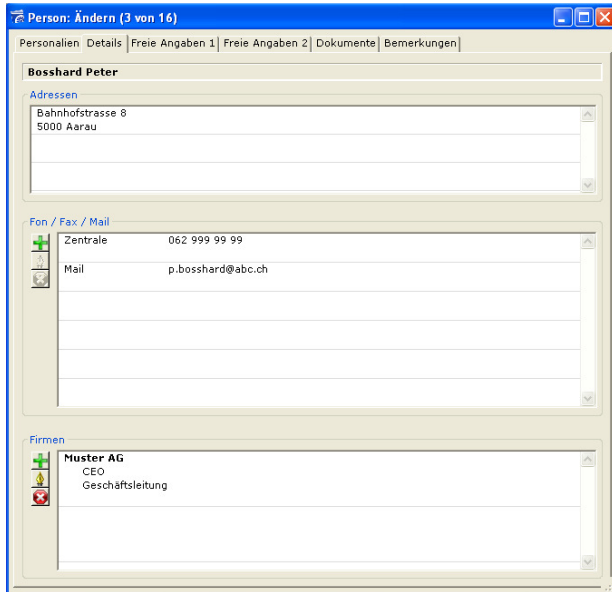 Person: Ändern (3 von 16)
Personalien Details Freie Angaben 1 Freie Angaben 2 Dokumente Bemerkungen
Bosshard Peter
Adressen
Bahnhofstrasse 8
5000 Aarau
Fon / Fax / Mail
Zentrale 062 999 99 99
Mail p.bosshard@abc.ch
Firmen
Muster AG
CEO
Geschäftsleitung